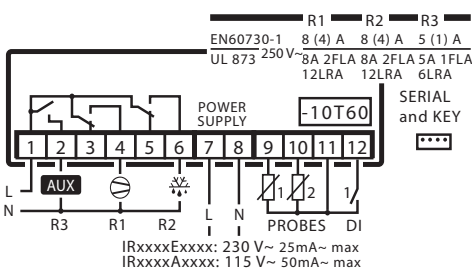 R1 R2 R3
EN60730-1 8 (4) A 8 (4) A 5 (1) A
UL 873 250 V~ 8A 2FLA 8A 2FLA 5A 1FLA
12LRA 12LRA 6LRA
POWER SUPPLY
-10T60
SERIAL and KEY
1 2 3 4 5 6 7 8 9 10 11 12
L AUX 1 2 1
N
R3 R1 R2 L N PROBES DI
IRxxxxExxxx: 230 V~ 25mA~ max
IRxxxxAxxxx: 115 V~ 50mA~ max